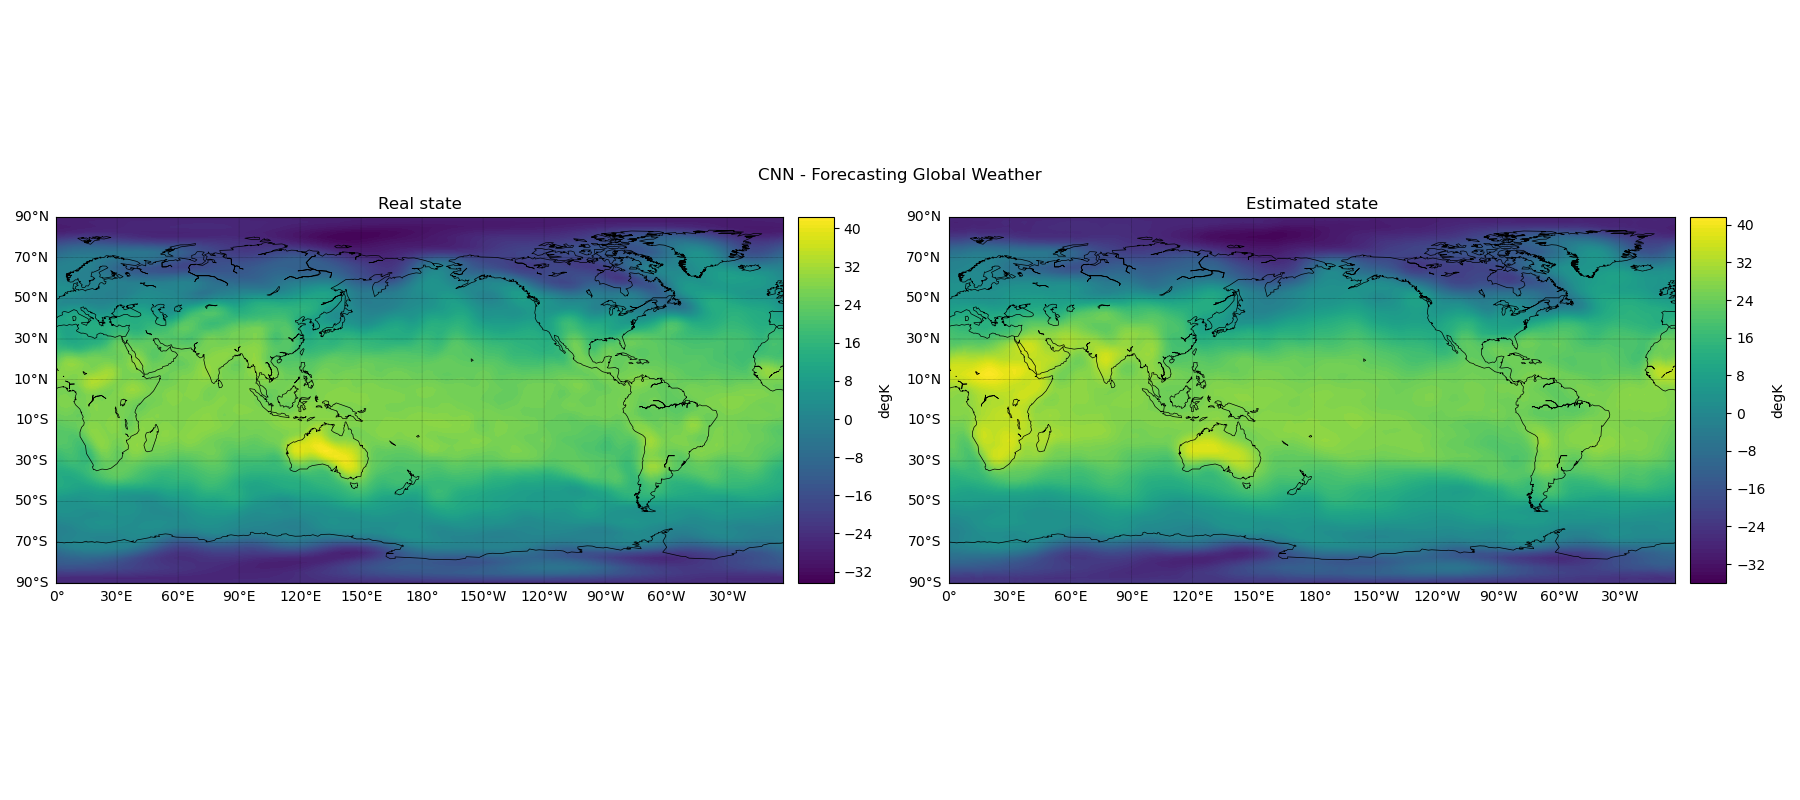 CNN - Forecasting Global Weather
Real state
90°N
70°N
50°N
30°N
10°N
10°S
30°S
50°S
70°S
90°S
0°
30°E
60°E
90°E
120°E
150°E
180°
150°W
120°W
90°W
60°W
30°W
40
32
24
16
8
0
−8
−16
−24
−32
degK
Estimated state
90°N
70°N
50°N
30°N
10°N
10°S
30°S
50°S
70°S
90°S
0°
30°E
60°E
90°E
120°E
150°E
180°
150°W
120°W
90°W
60°W
30°W
40
32
24
16
8
0
−8
−16
−24
−32
degK